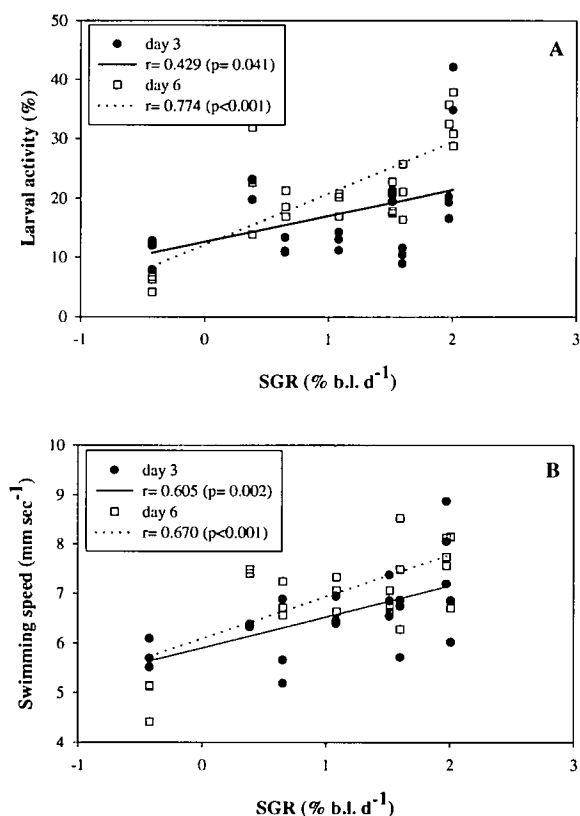 A
day 3
r= 0.429 (p= 0.041)
day 6
r= 0.774 (p<0.001)
50
40
30
20
10
0
Larval activity (%)
-1 0 1 2 3
SGR (% b.l. d⁻¹)
B
day 3
r= 0.605 (p= 0.002)
day 6
r= 0.670 (p<0.001)
10
9
8
7
6
5
4
Swimming speed (mm sec⁻¹)
-1 0 1 2 3
SGR (% b.l. d⁻¹)